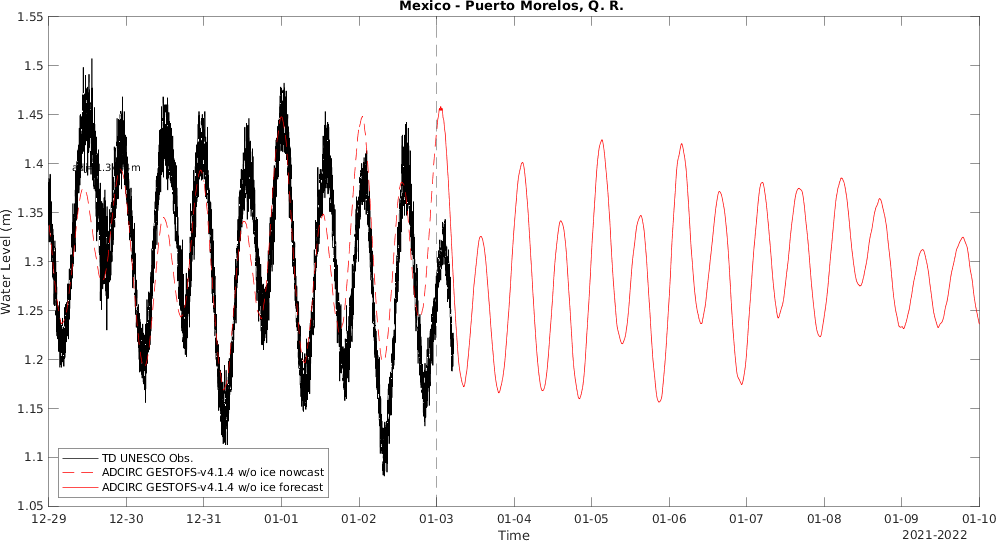 Mexico - Puerto Morelos, Q. R.
Water Level (m)
1.55
1.5
1.45
1.4
1.35
1.3
1.25
1.2
1.15
1.1
1.05
TD UNESCO Obs.
ADCIRC GESTOFS-v4.1.4 w/o ice nowcast
ADCIRC GESTOFS-v4.1.4 w/o ice forecast
12-29 12-30 12-31 01-01 01-02 01-03 01-04 01-05 01-06 01-07 01-08 01-09 01-10
Time
2021-2022